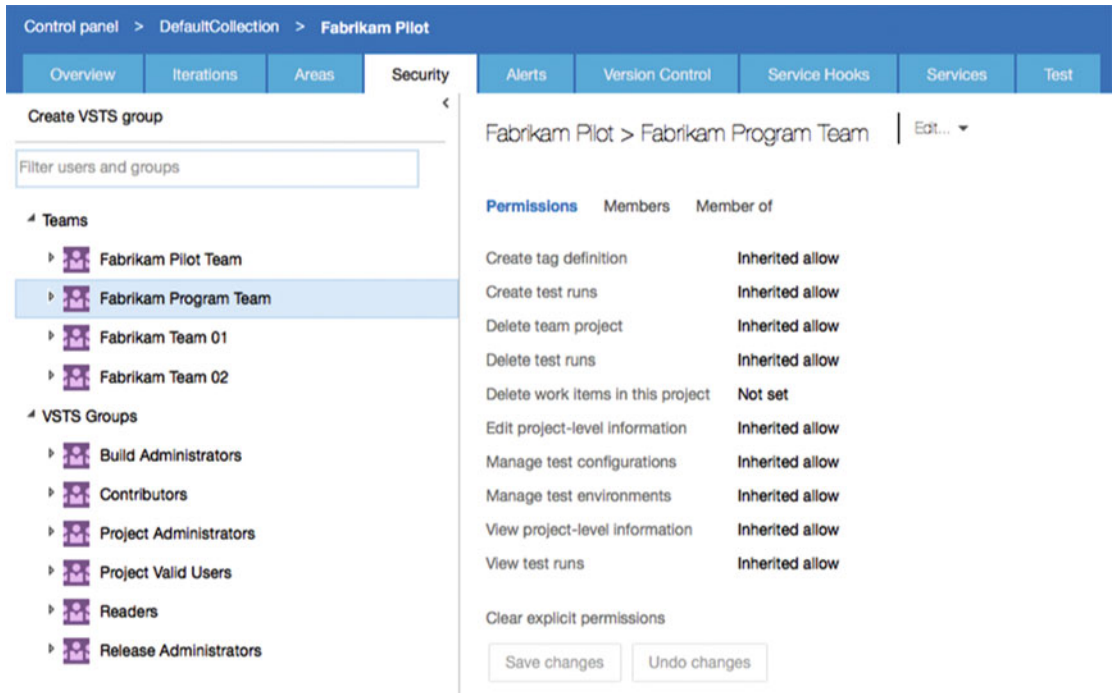 Control panel > DefaultCollection > Fabrikam Pilot
Overview Iterations Areas Security Alerts Version Control Service Hooks Services Test
Create VSTS group
Filter users and groups
Teams
Fabrikam Pilot Team
Fabrikam Program Team
Fabrikam Team 01
Fabrikam Team 02
VSTS Groups
Build Administrators
Contributors
Project Administrators
Project Valid Users
Readers
Release Administrators
Fabrikam Pilot > Fabrikam Program Team Edit...
Permissions Members Member of
Create tag definition Inherited allow
Create test runs Inherited allow
Delete team project Inherited allow
Delete test runs Inherited allow
Delete work items in this project Not set
Edit project-level information Inherited allow
Manage test configurations Inherited allow
Manage test environments Inherited allow
View project-level information Inherited allow
View test runs Inherited allow
Clear explicit permissions
Save changes Undo changes